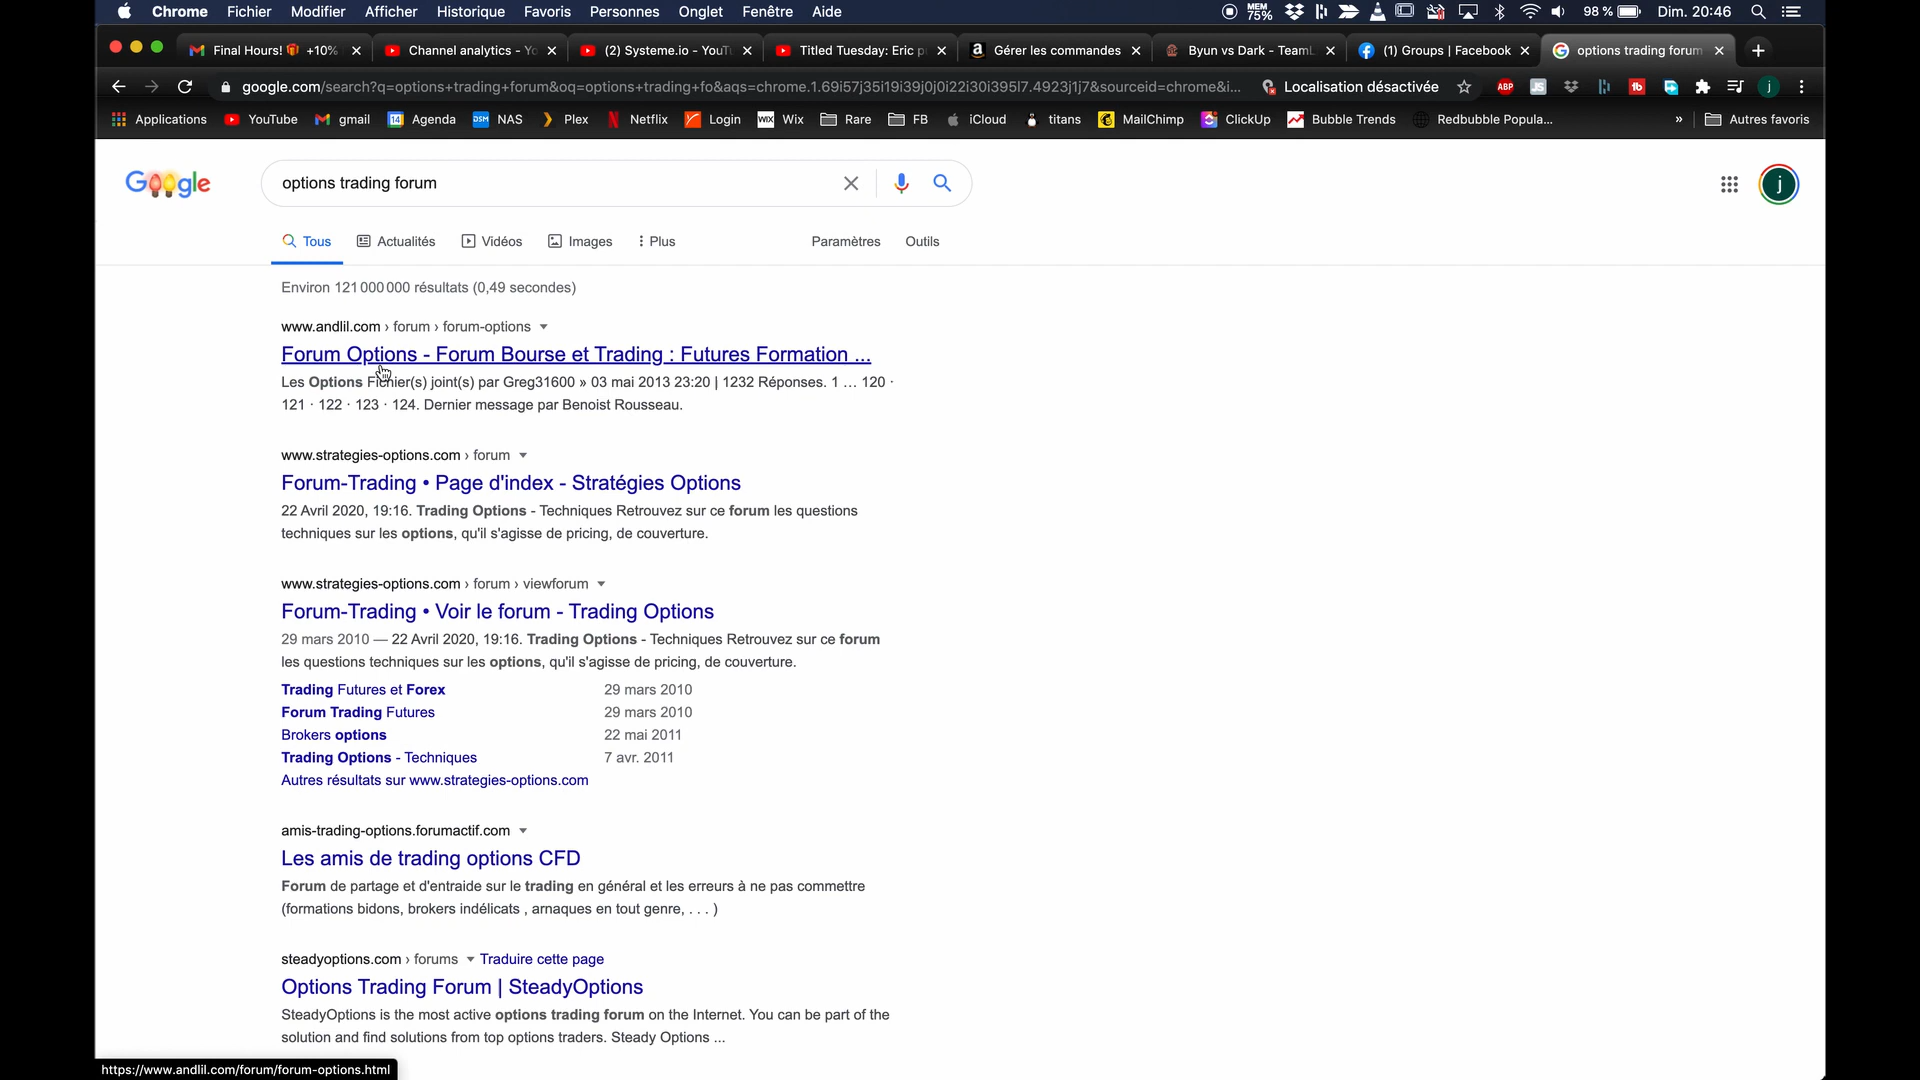 Chrome Fichier Modifier Afficher Historique Favoris Personnes Onglet Fenêtre Aide MEM 75% 98 % Dim. 20:46
Final Hours! +10% Channel analytics - Yo (2) Systeme.io - YouTu Titled Tuesday: Eric p Gérer les commandes Byun vs Dark - TeamL (1) Groups | Facebook options trading forum
google.com/search?q=options+trading+forum&oq=options+trading+fo&aqs=chrome.1.69i57j35i19i39j0j0i22i30i395l7.4923j1j7&sourceid=chrome&i... Localisation désactivée ABP JS tb j
Applications YouTube gmail 14 Agenda DSM NAS Plex Netflix Login WiX Wix Rare FB iCloud titans MailChimp ClickUp Bubble Trends Redbubble Popula... » Autres favoris
Google options trading forum j
Tous Actualités Vidéos Images Plus Paramètres Outils
Environ 121 000 000 résultats (0,49 secondes)
www.andlil.com › forum › forum-options
Forum Options - Forum Bourse et Trading : Futures Formation ...
Les Options Fichier(s) joint(s) par Greg31600 » 03 mai 2013 23:20 | 1232 Réponses. 1 … 120 ·
121 · 122 · 123 · 124. Dernier message par Benoist Rousseau.
www.strategies-options.com › forum
Forum-Trading • Page d'index - Stratégies Options
22 Avril 2020, 19:16. Trading Options - Techniques Retrouvez sur ce forum les questions
techniques sur les options, qu'il s'agisse de pricing, de couverture.
www.strategies-options.com › forum › viewforum
Forum-Trading • Voir le forum - Trading Options
29 mars 2010 — 22 Avril 2020, 19:16. Trading Options - Techniques Retrouvez sur ce forum
les questions techniques sur les options, qu'il s'agisse de pricing, de couverture.
Trading Futures et Forex 29 mars 2010
Forum Trading Futures 29 mars 2010
Brokers options 22 mai 2011
Trading Options - Techniques 7 avr. 2011
Autres résultats sur www.strategies-options.com
amis-trading-options.forumactif.com
Les amis de trading options CFD
Forum de partage et d'entraide sur le trading en général et les erreurs à ne pas commettre
(formations bidons, brokers indélicats , arnaques en tout genre, . . . )
steadyoptions.com › forums Traduire cette page
Options Trading Forum | SteadyOptions
SteadyOptions is the most active options trading forum on the Internet. You can be part of the
solution and find solutions from top options traders. Steady Options ...
https://www.andlil.com/forum/forum-options.html